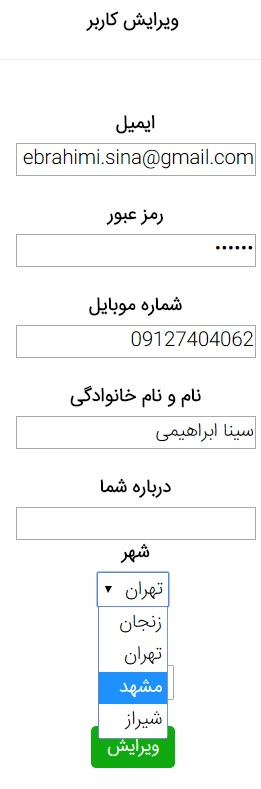 ویرایش کاربر
ایمیل
ebrahimi.sina@gmail.com
رمز عبور
••••••
شماره موبایل
09127404062
نام و نام خانوادگی
سینا ابراهیمی
درباره شما
شهر
تهران ▼
زنجان
تهران
مشهد
شیراز
ویرایش